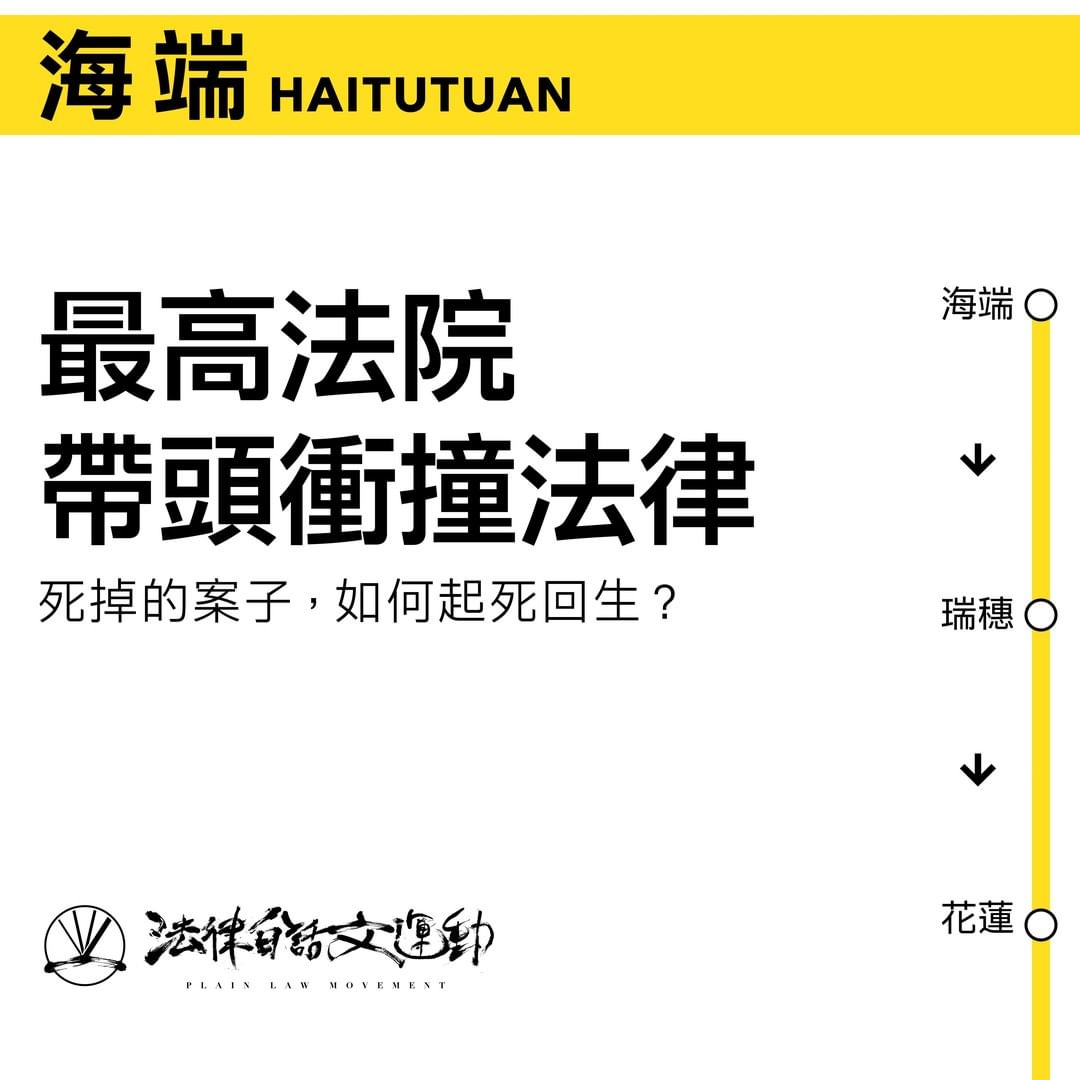 海端 HAITUTUAN
最高法院
帶頭衝撞法律
死掉的案子，如何起死回生？
海端
↓
瑞穗
↓
花蓮
法律白話文運動
PLAIN LAW MOVEMENT